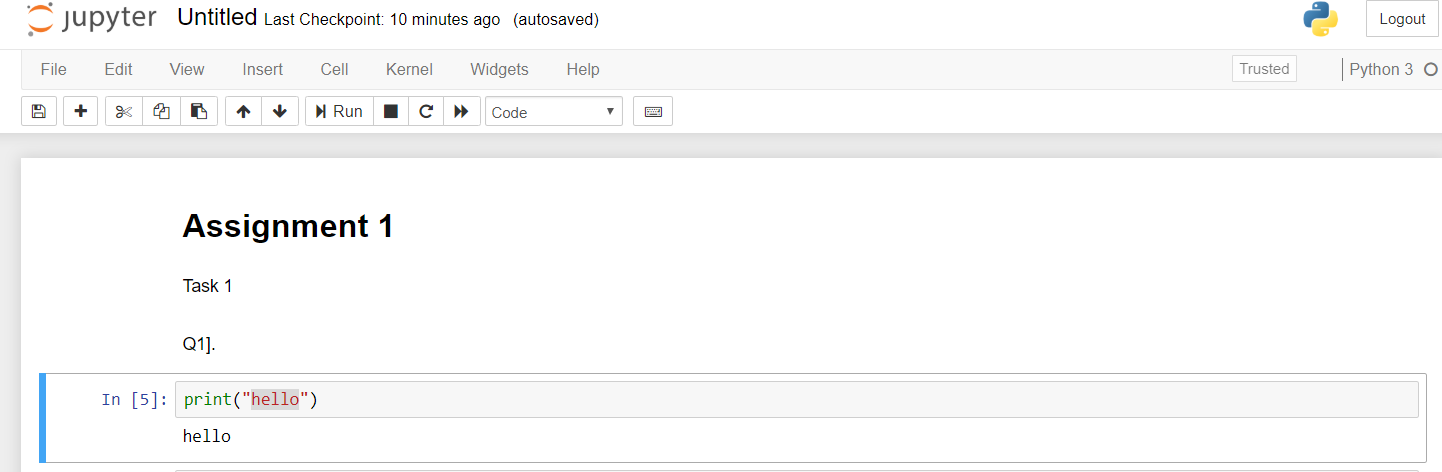 jupyter Untitled Last Checkpoint: 10 minutes ago (autosaved) Logout
File Edit View Insert Cell Kernel Widgets Help Trusted Python 3
Run Code
Assignment 1
Task 1
Q1].
In [5]: print("hello")
hello